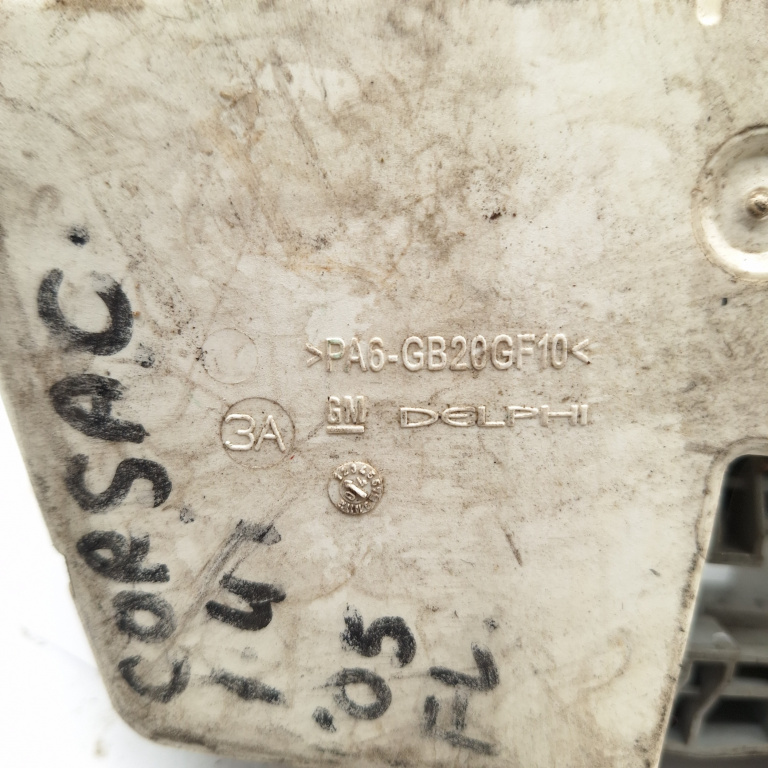 >PA6-GB20GF10<
3A GM DELPHI
CORSA C.
1.4
'05
FL.